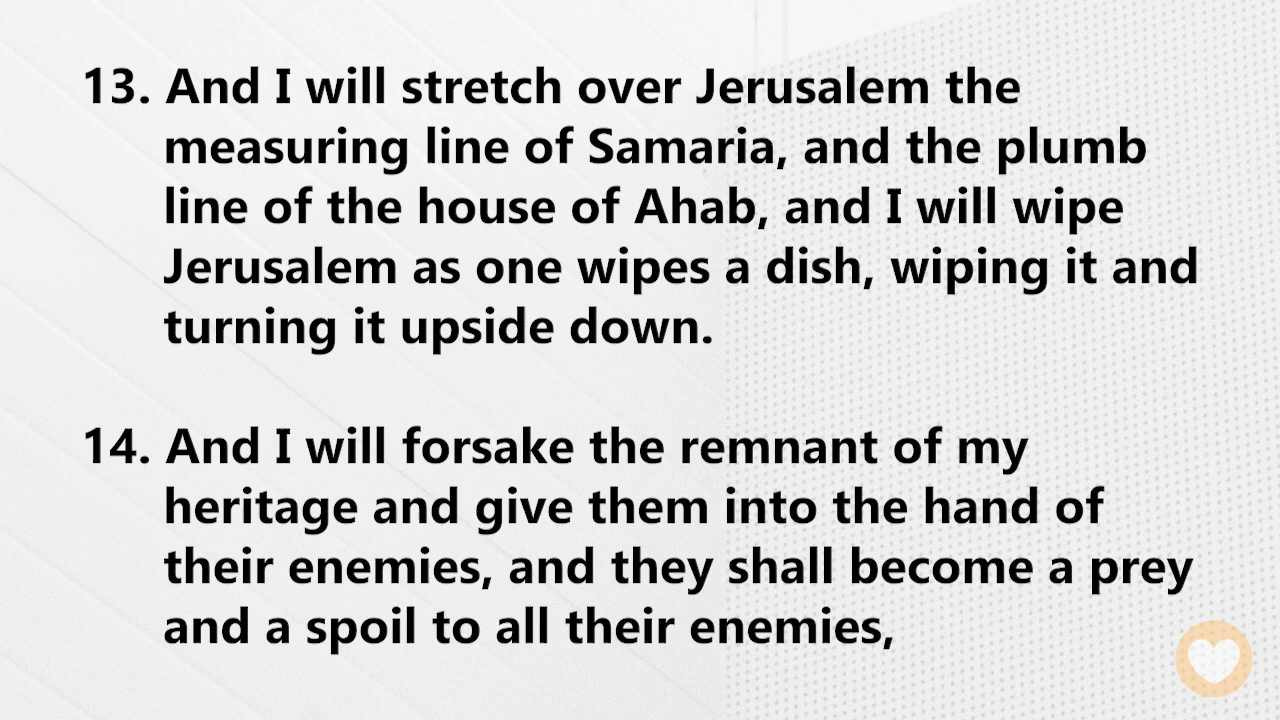 13. And I will stretch over Jerusalem the
measuring line of Samaria, and the plumb
line of the house of Ahab, and I will wipe
Jerusalem as one wipes a dish, wiping it and
turning it upside down.
14. And I will forsake the remnant of my
heritage and give them into the hand of
their enemies, and they shall become a prey
and a spoil to all their enemies,